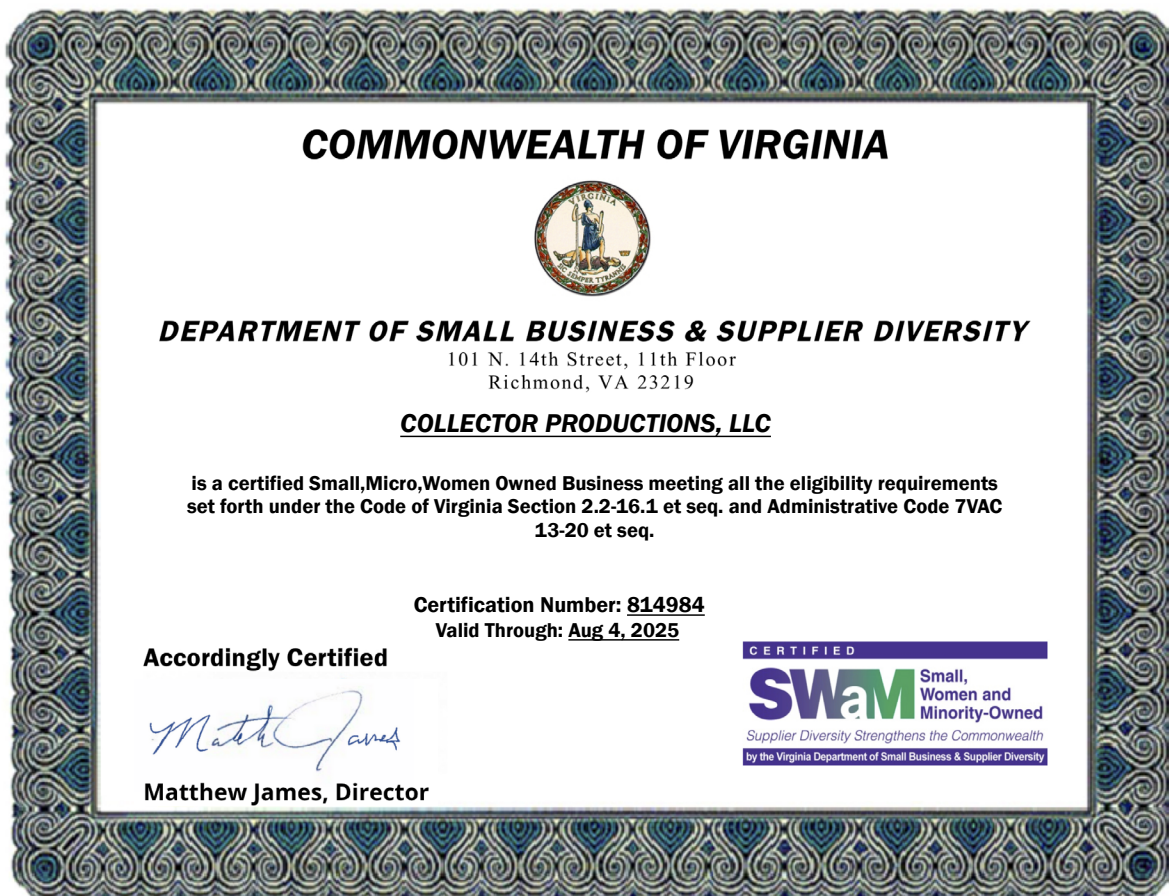 COMMONWEALTH OF VIRGINIA
VIRGINIA
SIC SEMPER TYRANNIS
DEPARTMENT OF SMALL BUSINESS & SUPPLIER DIVERSITY
101 N. 14th Street, 11th Floor
Richmond, VA 23219
COLLECTOR PRODUCTIONS, LLC
is a certified Small,Micro,Women Owned Business meeting all the eligibility requirements
set forth under the Code of Virginia Section 2.2-16.1 et seq. and Administrative Code 7VAC
13-20 et seq.
Certification Number: 814984
Valid Through: Aug 4, 2025
Accordingly Certified
Matthew James, Director
CERTIFIED
SWaM
Small,
Women and
Minority-Owned
Supplier Diversity Strengthens the Commonwealth
by the Virginia Department of Small Business & Supplier Diversity